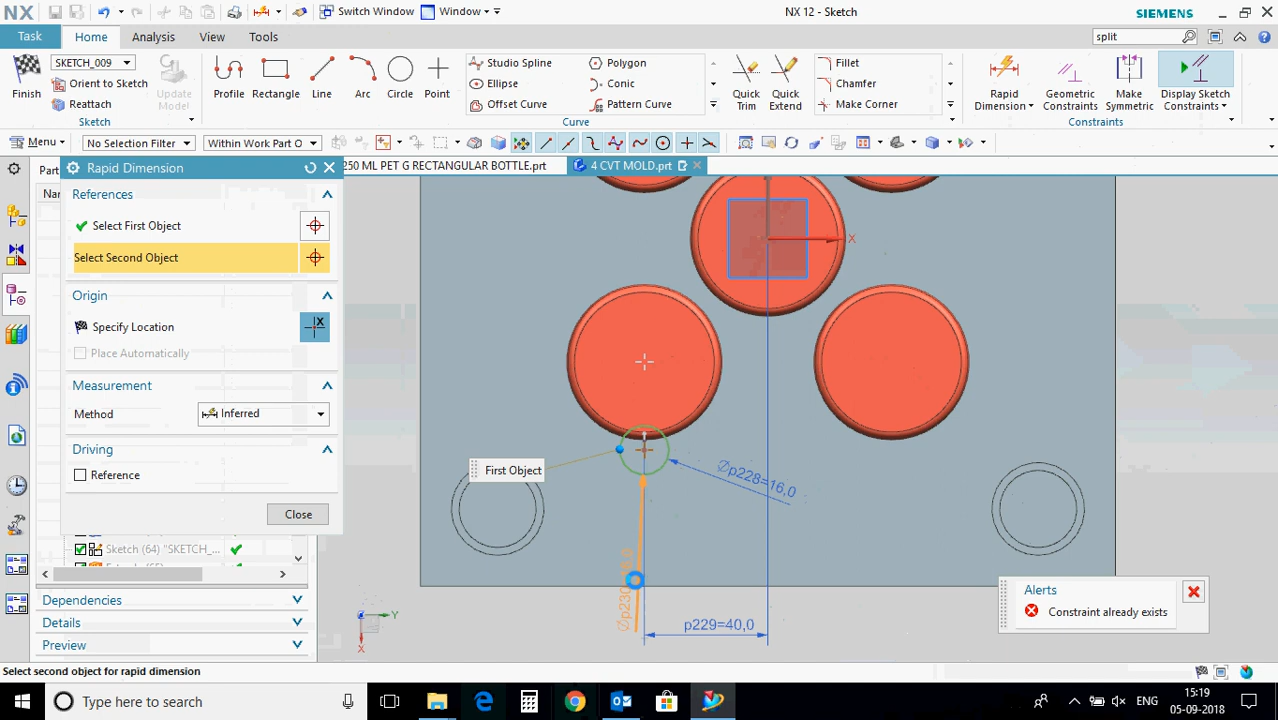 NX
Switch Window
Window
NX 12 - Sketch
SIEMENS
Task
Home
Analysis
View
Tools
split
SKETCH_009
Orient to Sketch
Reattach
Finish
Update Model
Sketch
Profile
Rectangle
Line
Arc
Circle
Point
Studio Spline
Polygon
Ellipse
Conic
Offset Curve
Pattern Curve
Curve
Quick Trim
Quick Extend
Fillet
Chamfer
Make Corner
Rapid Dimension
Geometric Constraints
Make Symmetric
Display Sketch Constraints
Constraints
Menu
No Selection Filter
Within Work Part O
Part
Rapid Dimension
250 ML PET G RECTANGULAR BOTTLE.prt
4 CVT MOLD.prt
References
Select First Object
Select Second Object
Origin
Specify Location
Place Automatically
Measurement
Method
Inferred
Driving
Reference
Close
Sketch (64) "SKETCH_...
Dependencies
Details
Preview
X
First Object
Øp228=16,0
p229=40,0
Y
X
Alerts
Constraint already exists
Select second object for rapid dimension
Type here to search
ENG
15:19
05-09-2018